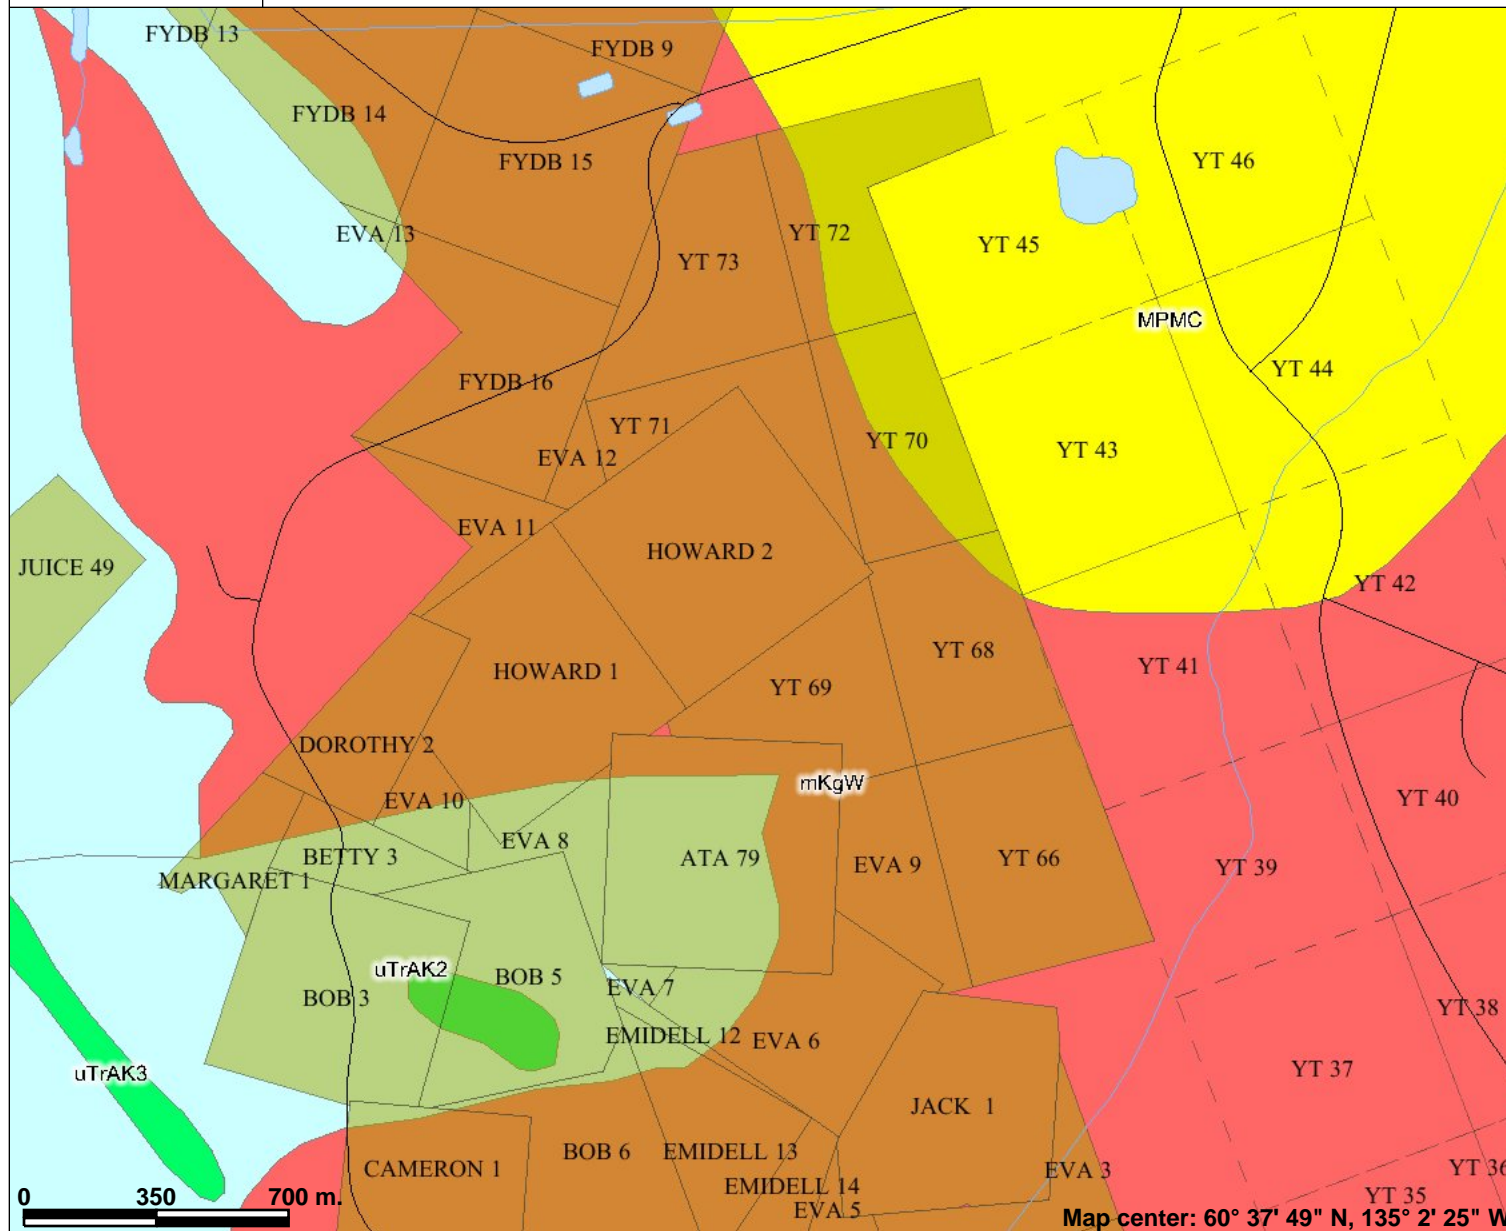 FYDB 13
FYDB 9
FYDB 14
FYDB 15
YT 46
EVA 13
YT 72
YT 45
YT 73
MPMC
FYDB 16
YT 44
YT 71
YT 70
YT 43
EVA 12
EVA 11
HOWARD 2
JUICE 49
YT 42
HOWARD 1
YT 68
YT 41
YT 69
DOROTHY 2
mKgW
EVA 10
YT 40
EVA 8
BETTY 3
ATA 79
EVA 9
YT 66
YT 39
MARGARET 1
uTrAK2
BOB 5
EVA 7
BOB 3
YT 38
EMIDELL 12
EVA 6
uTrAK3
YT 37
JACK 1
CAMERON 1
BOB 6
EMIDELL 13
EVA 3
YT 36
EMIDELL 14
YT 35
EVA 5
0 350 700 m.
Map center: 60° 37' 49" N, 135° 2' 25" W